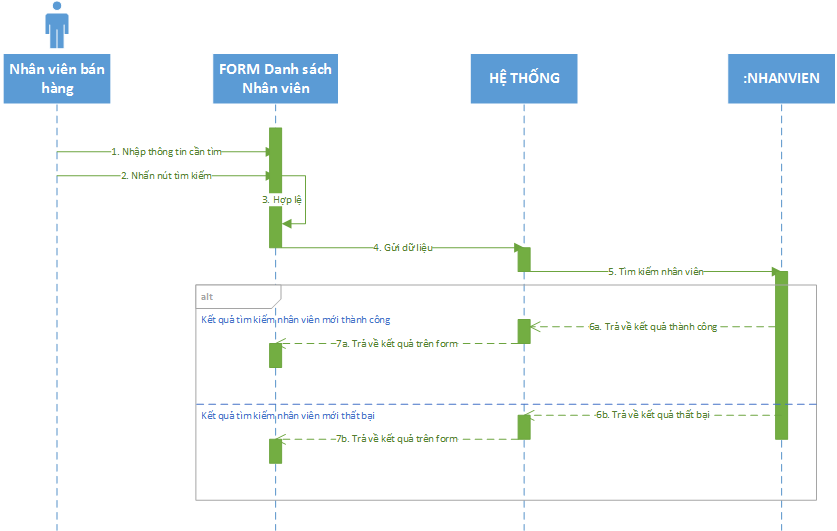 Nhân viên bán
hàng
FORM Danh sách
Nhân viên
HỆ THỐNG
:NHANVIEN
1. Nhập thông tin cần tìm
2. Nhấn nút tìm kiếm
3. Hợp lệ
4. Gửi dữ liệu
5. Tìm kiếm nhân viên
alt
Kết quả tìm kiếm nhân viên mới thành công
6a. Trả về kết quả thành công
7a. Trả về kết quả trên form
Kết quả tìm kiếm nhân viên mới thất bại
6b. Trả về kết quả thất bại
7b. Trả về kết quả trên form